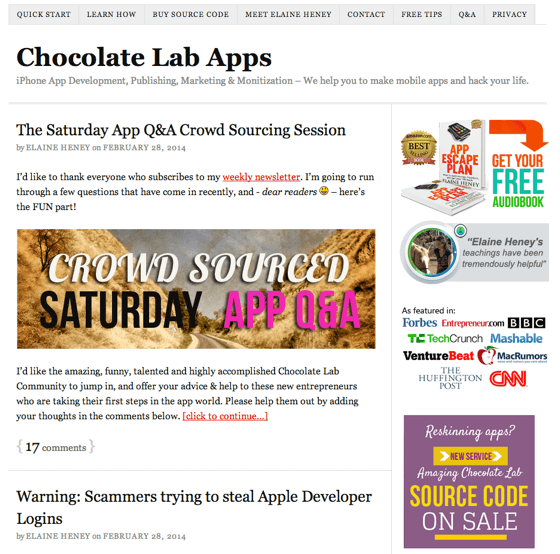 QUICK START LEARN HOW BUY SOURCE CODE MEET ELAINE HENEY CONTACT FREE TIPS Q&A PRIVACY
Chocolate Lab Apps
iPhone App Development, Publishing, Marketing & Monitization – We help you to make mobile apps and hack your life.
The Saturday App Q&A Crowd Sourcing Session
by ELAINE HENEY on FEBRUARY 28, 2014
I'd like to thank everyone who subscribes to my weekly newsletter. I'm going to run
through a few questions that have come in recently, and - dear readers 😀 – here's
the FUN part!
CROWD SOURCED
SATURDAY APP Q&A
I'd like the amazing, funny, talented and highly accomplished Chocolate Lab
Community to jump in, and offer your advice & help to these new entrepreneurs
who are taking their first steps in the app world. Please help them out by adding
your thoughts in the comments below. [click to continue…]
{ 17 comments }
Warning: Scammers trying to steal Apple Developer
Logins
by ELAINE HENEY on FEBRUARY 28, 2014
BEST
APP
ESCAPE
PLAN
ELAINE HENEY
GET YOUR
FREE
AUDIOBOOK
"Elaine Heney's
teachings have been
tremendously helpful"
As featured in:
Forbes Entrepreneur.com BBC
TechCrunch Mashable
VentureBeat MacRumors
THE
HUFFINGTON
POST
CNN
Reskinning apps?
NEW SERVICE
Amazing Chocolate Lab
SOURCE CODE
ON SALE